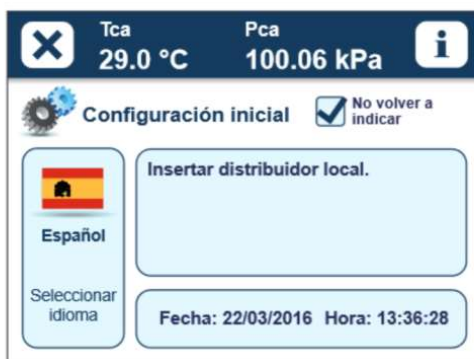 Tca
29.0 °C
Pca
100.06 kPa
i
Configuración inicial
No volver a
indicar
Español
Seleccionar
idioma
Insertar distribuidor local.
Fecha: 22/03/2016 Hora: 13:36:28